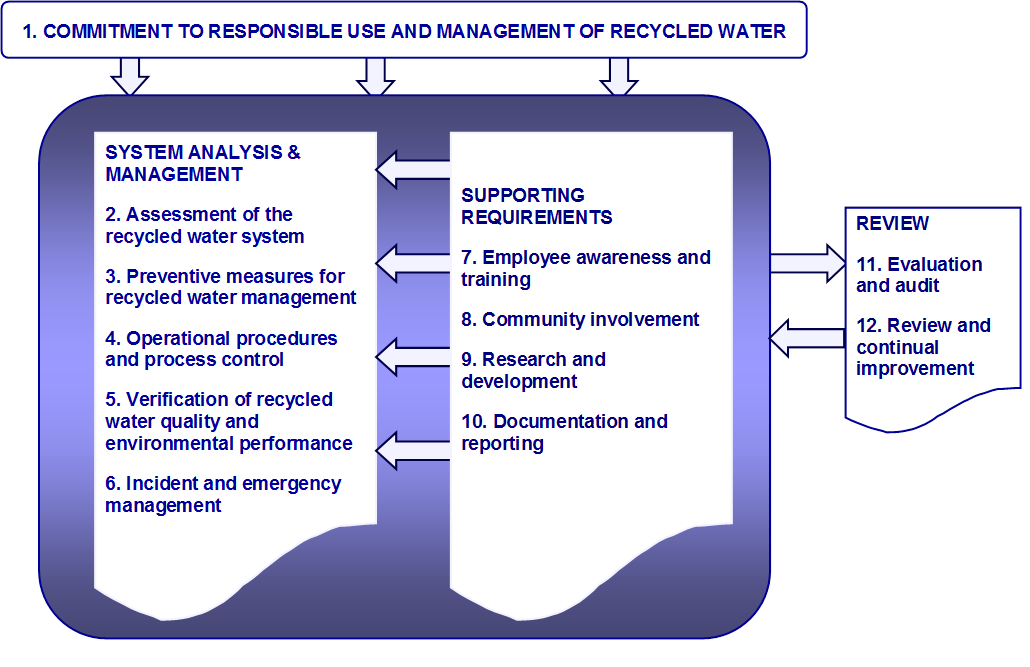 1. COMMITMENT TO RESPONSIBLE USE AND MANAGEMENT OF RECYCLED WATER
SYSTEM ANALYSIS &
MANAGEMENT
2. Assessment of the
recycled water system
3. Preventive measures for
recycled water management
4. Operational procedures
and process control
5. Verification of recycled
water quality and
environmental performance
6. Incident and emergency
management
SUPPORTING
REQUIREMENTS
7. Employee awareness and
training
8. Community involvement
9. Research and
development
10. Documentation and
reporting
REVIEW
11. Evaluation
and audit
12. Review and
continual
improvement